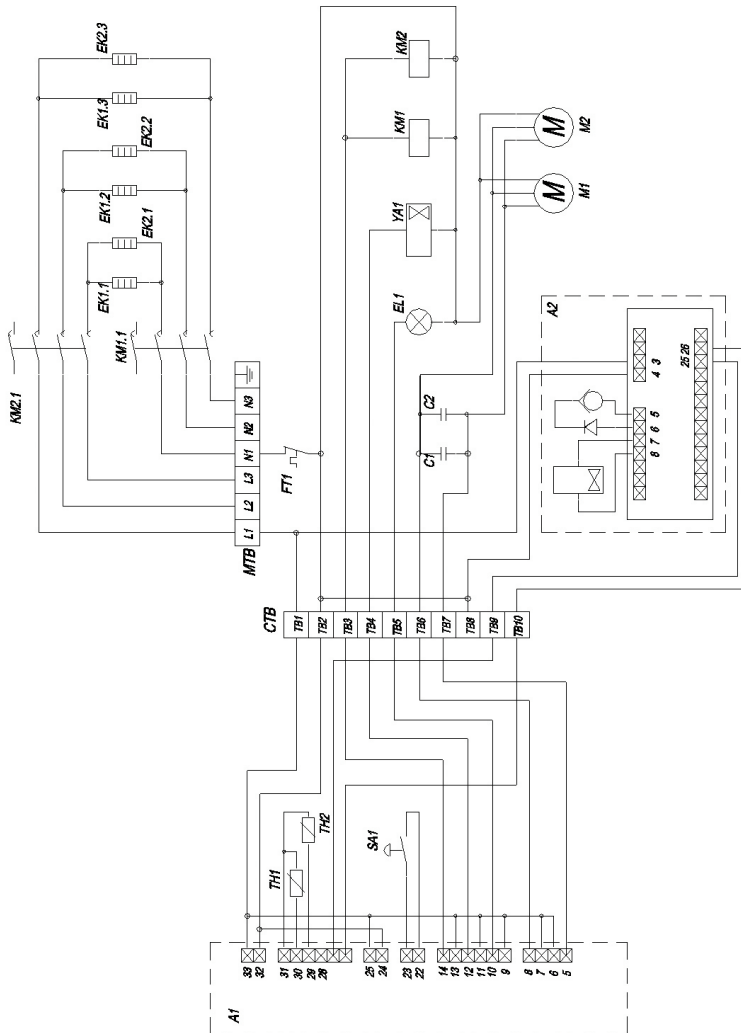 EK2.3
EK1.3
EK2.2
EK1.2
EK2.1
EK1.1
KM2.1
KM1.1
KM2
KM1
YA1
EL1
M
M2
M
M1
N3
N2
N1
L3
L2
L1
MTB
FT1
C2
C1
A2
4 3
25 26
8 7 6 5
CTB
TB1
TB2
TB3
TB4
TB5
TB6
TB7
TB8
TB9
TB10
TH1
TH2
SA1
A1
33
32
31
30
29
28
25
24
23
22
14
13
12
11
10
9
8
7
6
5